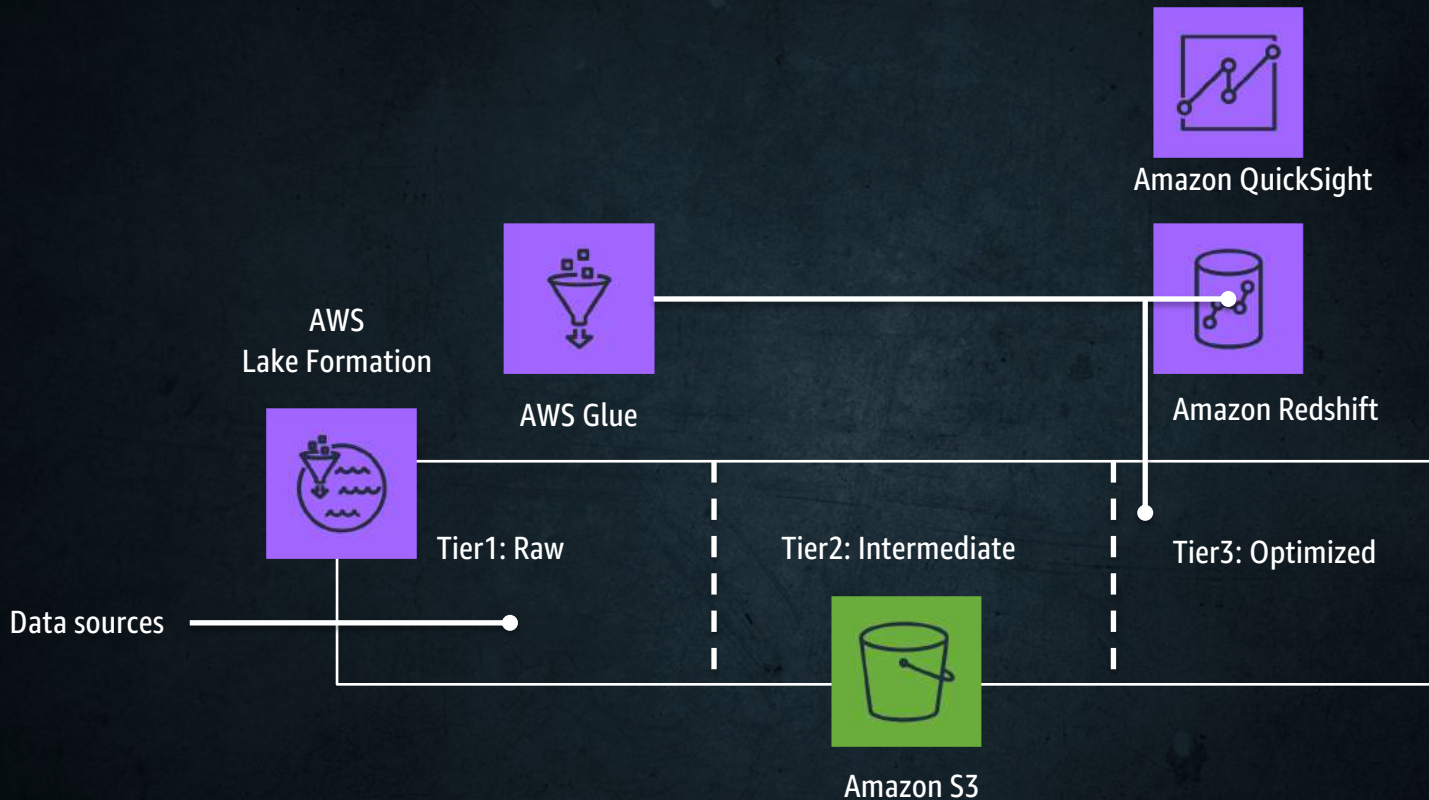 Amazon QuickSight
AWS
Lake Formation
AWS Glue
Amazon Redshift
Tier1: Raw
Tier2: Intermediate
Tier3: Optimized
Data sources
Amazon S3